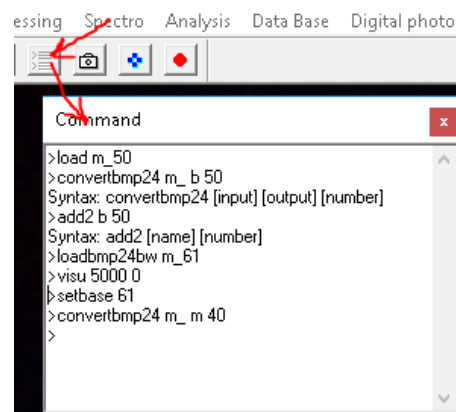 essing Spectro Analysis Data Base Digital photo
Command
x
>load m_50
>convertbmp24 m_ b 50
Syntax: convertbmp24 [input] [output] [number]
>add2 b 50
Syntax: add2 [name] [number]
>loadbmp24bw m_61
>visu 5000 0
>setbase 61
>convertbmp24 m_ m 40
>